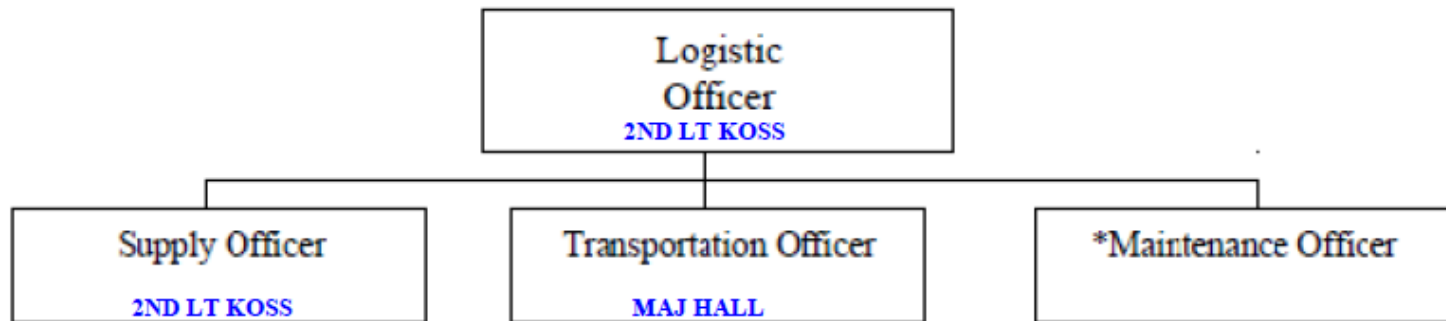 Logistic
Officer
2ND LT KOSS
Supply Officer
2ND LT KOSS
Transportation Officer
MAJ HALL
*Maintenance Officer